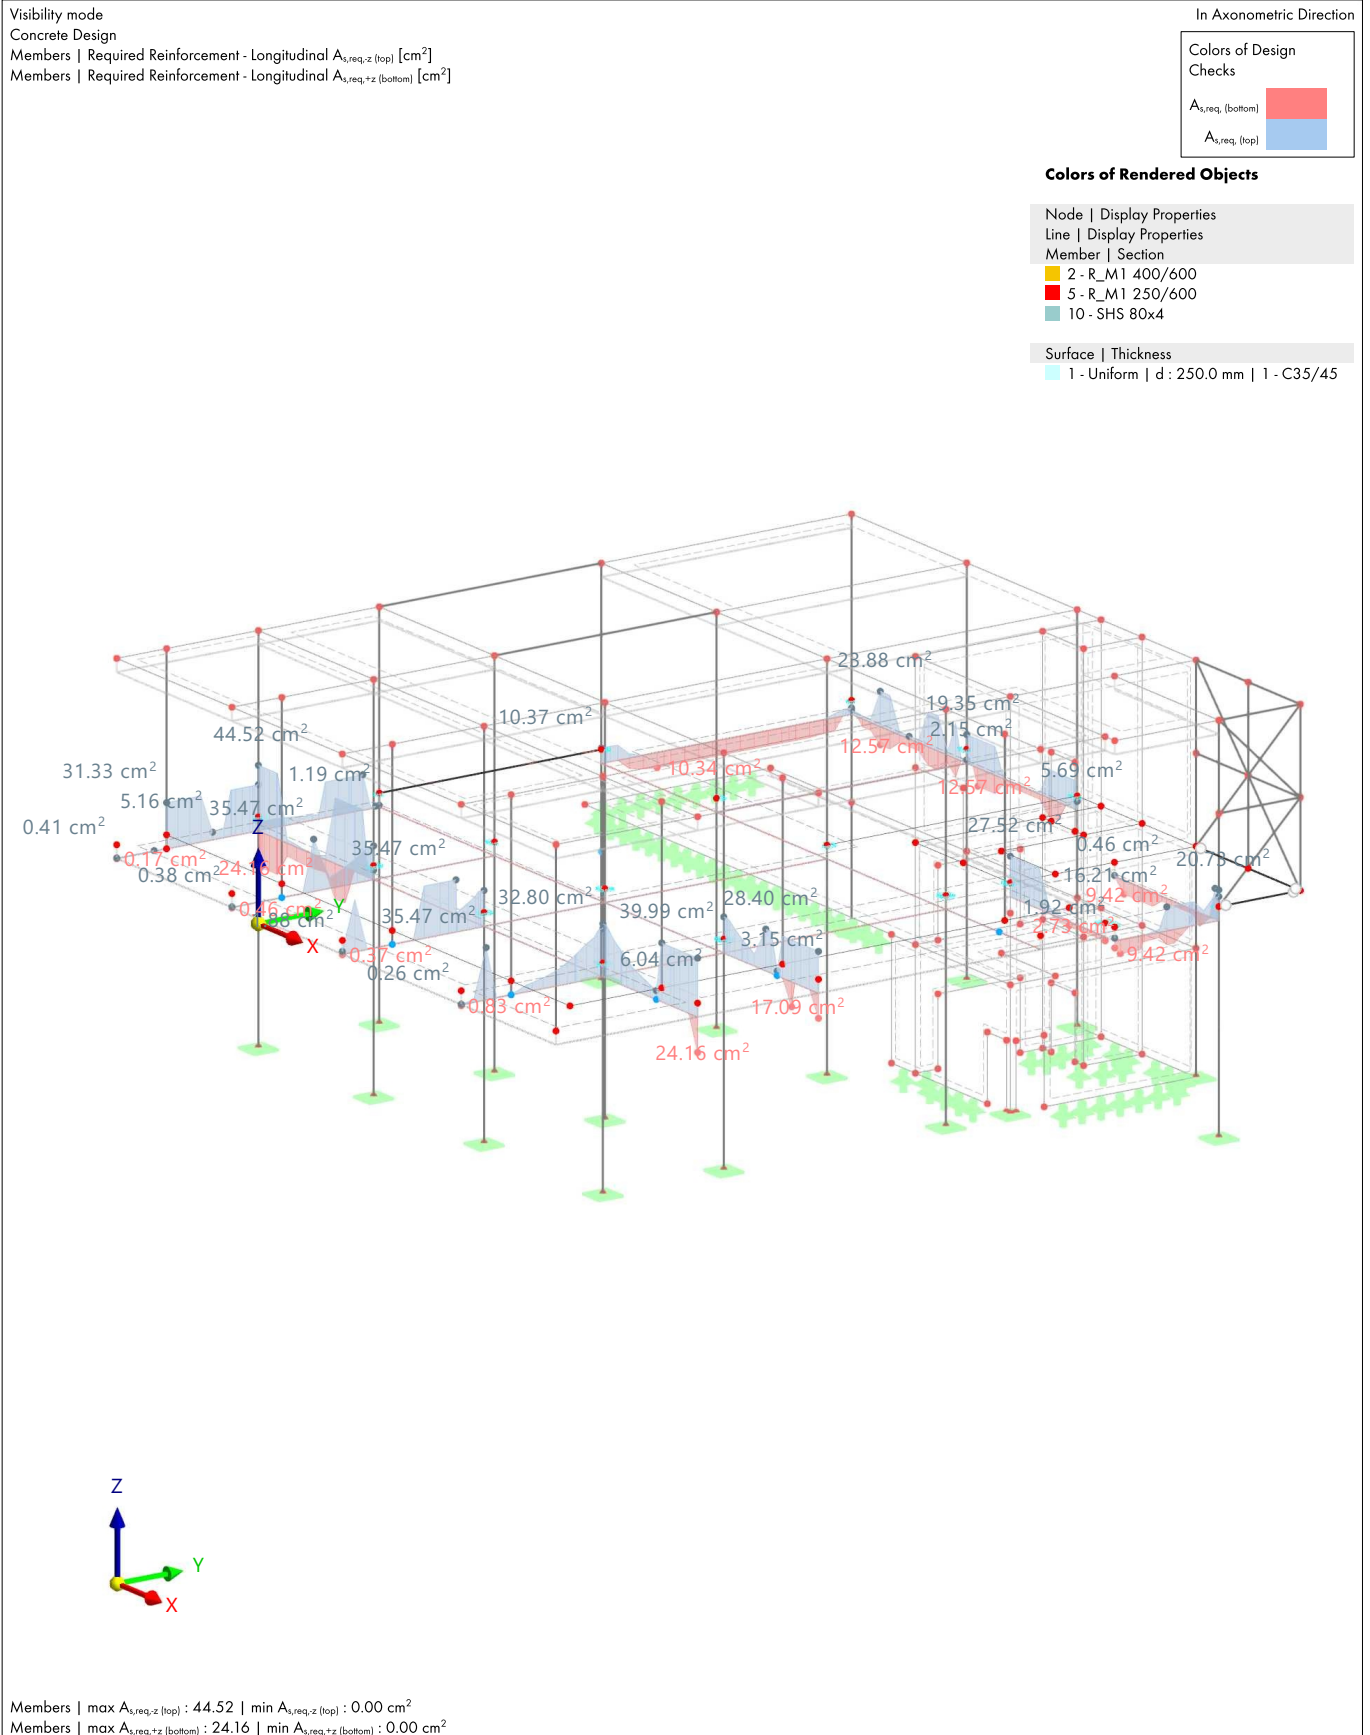 Visibility mode
Concrete Design
Members | Required Reinforcement - Longitudinal As,req,-z (top) [cm²]
Members | Required Reinforcement - Longitudinal As,req,+z (bottom) [cm²]
In Axonometric Direction
Colors of Design
Checks
As,req, (bottom)
As,req, (top)
Colors of Rendered Objects
Node | Display Properties
Line | Display Properties
Member | Section
2 - R_M1 400/600
5 - R_M1 250/600
10 - SHS 80x4
Surface | Thickness
1 - Uniform | d : 250.0 mm | 1 - C35/45
23.88 cm²
19.35 cm²
10.37 cm²
2.15 cm²
44.52 cm²
12.57 cm²
10.34 cm²
5.69 cm²
31.33 cm²
1.19 cm²
12.57 cm²
5.16 cm²
35.47 cm²
0.41 cm²
Z
27.52 cm²
0.46 cm²
35.47 cm²
0.17 cm²
20.73 cm²
24.16 cm²
0.38 cm²
16.21 cm²
9.42 cm²
32.80 cm²
28.40 cm²
0.46 cm²
Y
39.99 cm²
1.92 cm²
35.47 cm²
2.73 cm²
X
3.15 cm²
0.37 cm²
9.42 cm²
6.04 cm²
0.26 cm²
0.83 cm²
17.09 cm²
24.16 cm²
Z
Y
X
Members | max As,req,-z (top) : 44.52 | min As,req,-z (top) : 0.00 cm²
Members | max As,req,+z (bottom) : 24.16 | min As,req,+z (bottom) : 0.00 cm²